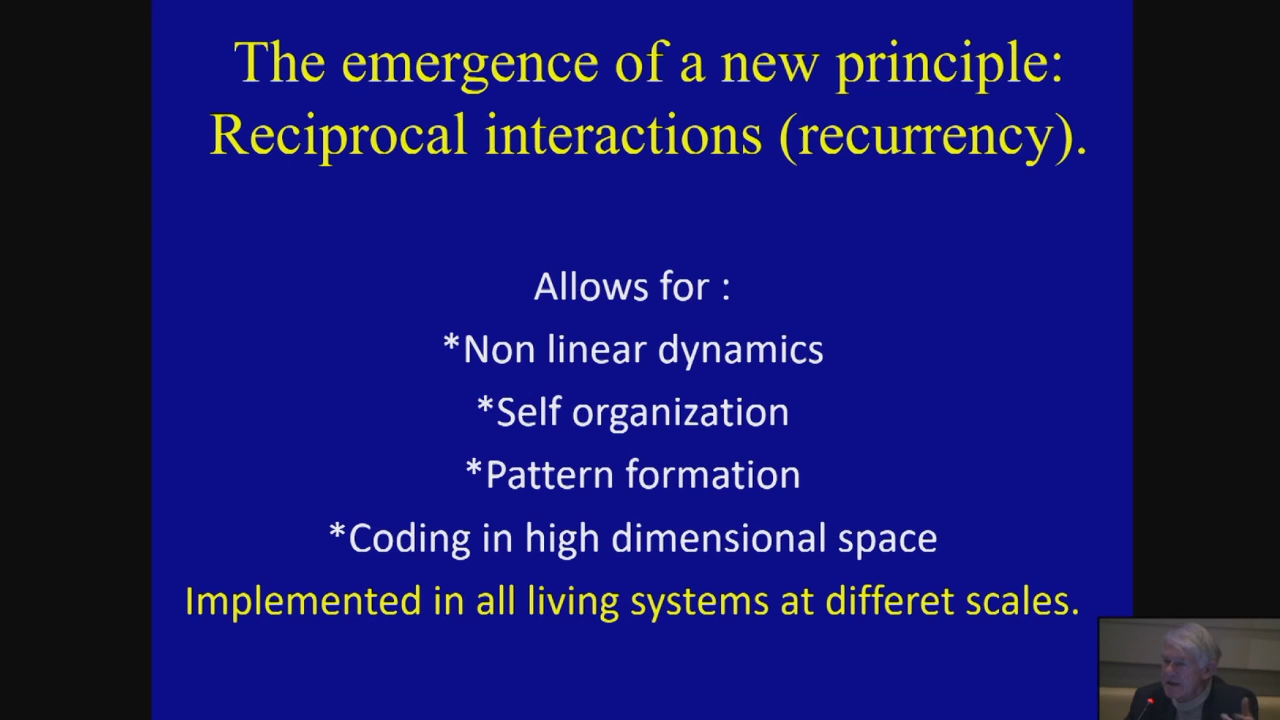 The emergence of a new principle:
Reciprocal interactions (recurrency).
Allows for :
*Non linear dynamics
*Self organization
*Pattern formation
*Coding in high dimensional space
Implemented in all living systems at differet scales.